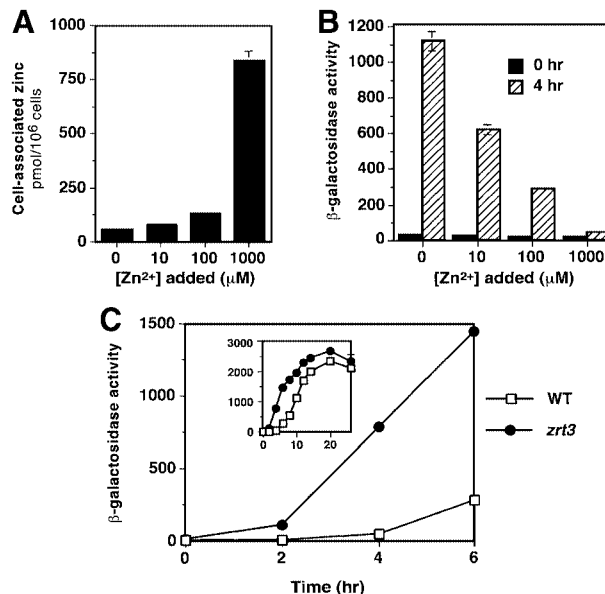 A
Cell-associated zinc
pmol/10⁶ cells
1000
750
500
250
0
0 10 100 1000
[Zn²⁺] added (μM)
B
β-galactosidase activity
1200
1000
800
600
400
200
0
0 hr
4 hr
0 10 100 1000
[Zn²⁺] added (μM)
C
β-galactosidase activity
1500
1000
500
0
3000
2000
1000
0
0 10 20
WT
zrt3
0 2 4 6
Time (hr)